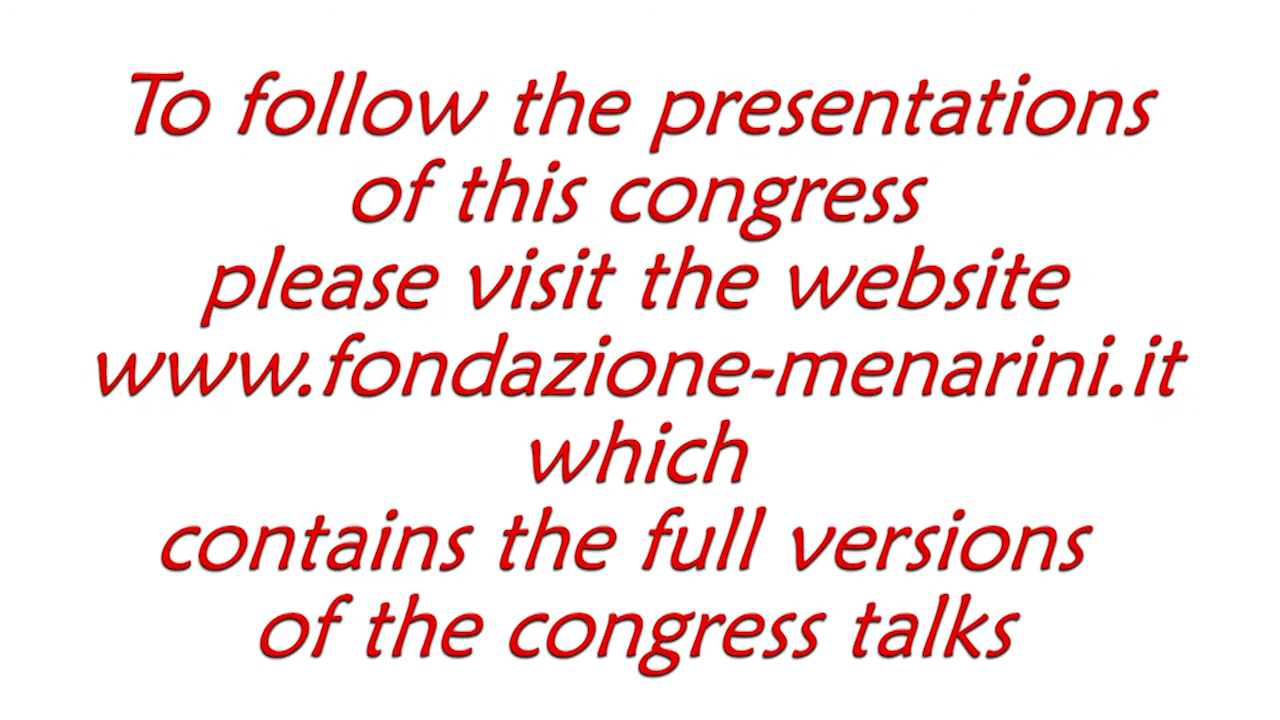 To follow the presentations
of this congress
please visit the website
www.fondazione-menarini.it
which
contains the full versions
of the congress talks